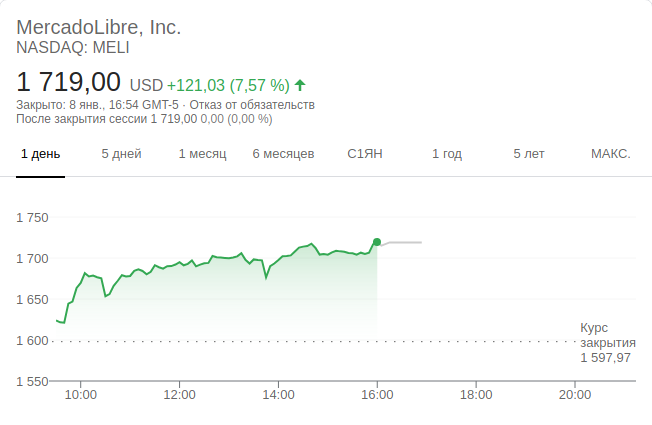 MercadoLibre, Inc.
NASDAQ: MELI
1 719,00 USD +121,03 (7,57 %)
Закрыто: 8 янв., 16:54 GMT-5 · Отказ от обязательств
После закрытия сессии 1 719,00 0,00 (0,00 %)
1 день 5 дней 1 месяц 6 месяцев С1ЯН 1 год 5 лет МАКС.
1 750
1 700
1 650
1 600
Курс
закрытия
1 597,97
1 550
10:00 12:00 14:00 16:00 18:00 20:00